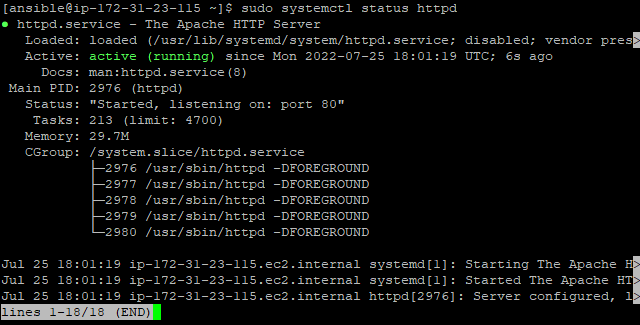 [ansible@ip-172-31-23-115 ~]$ sudo systemctl status httpd
● httpd.service - The Apache HTTP Server
   Loaded: loaded (/usr/lib/systemd/system/httpd.service; disabled; vendor pres>
   Active: active (running) since Mon 2022-07-25 18:01:19 UTC; 6s ago
     Docs: man:httpd.service(8)
 Main PID: 2976 (httpd)
   Status: "Started, listening on: port 80"
    Tasks: 213 (limit: 4700)
   Memory: 29.7M
   CGroup: /system.slice/httpd.service
           ├─2976 /usr/sbin/httpd -DFOREGROUND
           ├─2977 /usr/sbin/httpd -DFOREGROUND
           ├─2978 /usr/sbin/httpd -DFOREGROUND
           ├─2979 /usr/sbin/httpd -DFOREGROUND
           └─2980 /usr/sbin/httpd -DFOREGROUND
Jul 25 18:01:19 ip-172-31-23-115.ec2.internal systemd[1]: Starting The Apache H>
Jul 25 18:01:19 ip-172-31-23-115.ec2.internal systemd[1]: Started The Apache HT>
Jul 25 18:01:19 ip-172-31-23-115.ec2.internal httpd[2976]: Server configured, l>
lines 1-18/18 (END)